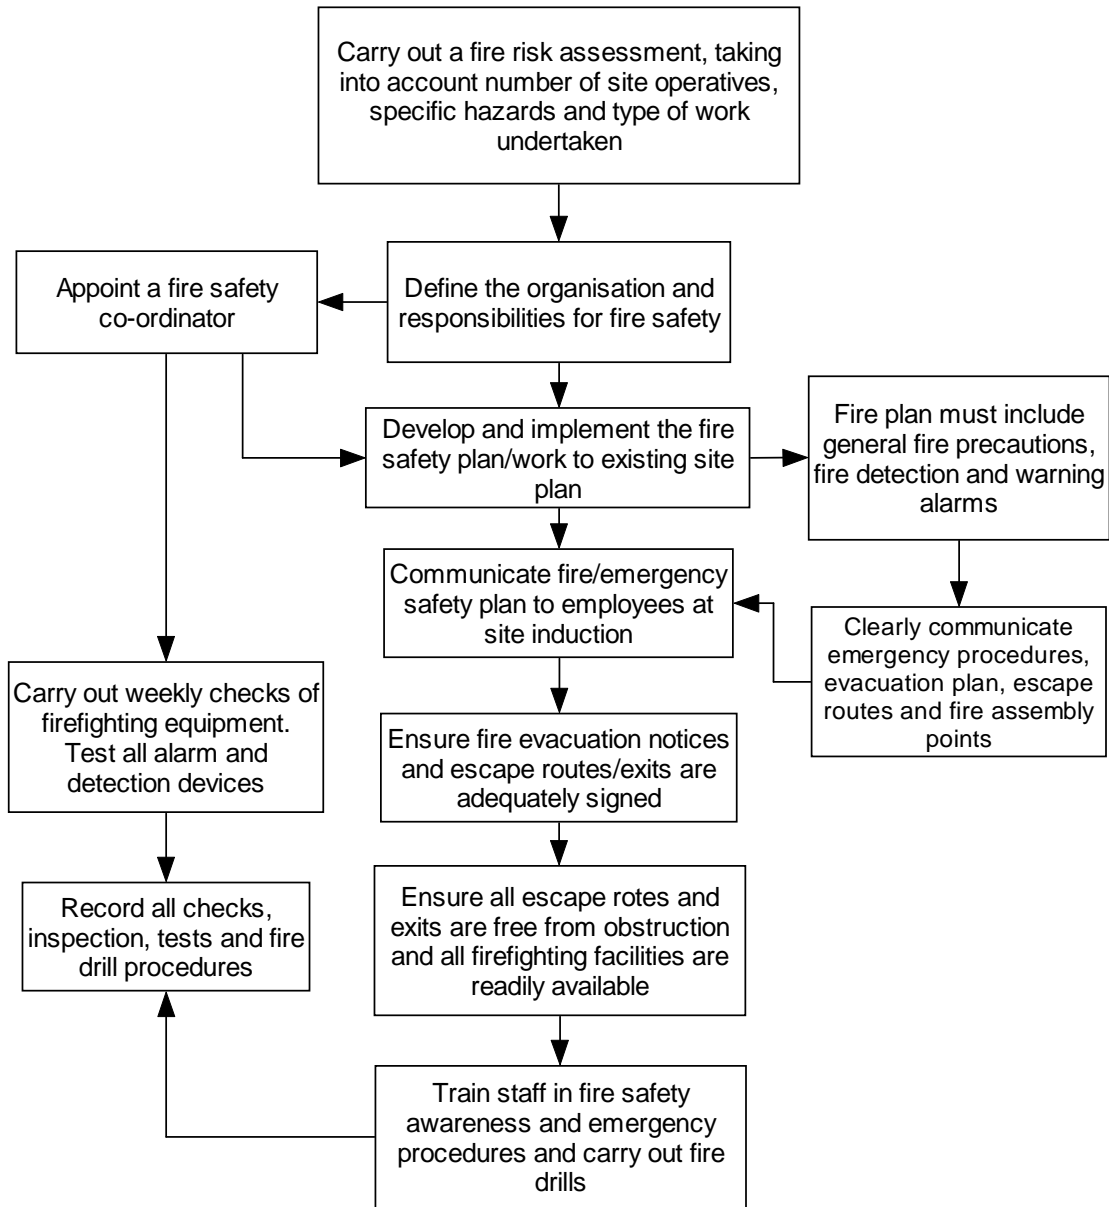 Carry out a fire risk assessment, taking
into account number of site operatives,
specific hazards and type of work
undertaken
Appoint a fire safety
co-ordinator
Define the organisation and
responsibilities for fire safety
Develop and implement the fire
safety plan/work to existing site
plan
Fire plan must include
general fire precautions,
fire detection and warning
alarms
Communicate fire/emergency
safety plan to employees at
site induction
Clearly communicate
emergency procedures,
evacuation plan, escape
routes and fire assembly
points
Carry out weekly checks of
firefighting equipment.
Test all alarm and
detection devices
Ensure fire evacuation notices
and escape routes/exits are
adequately signed
Record all checks,
inspection, tests and fire
drill procedures
Ensure all escape rotes and
exits are free from obstruction
and all firefighting facilities are
readily available
Train staff in fire safety
awareness and emergency
procedures and carry out fire
drills